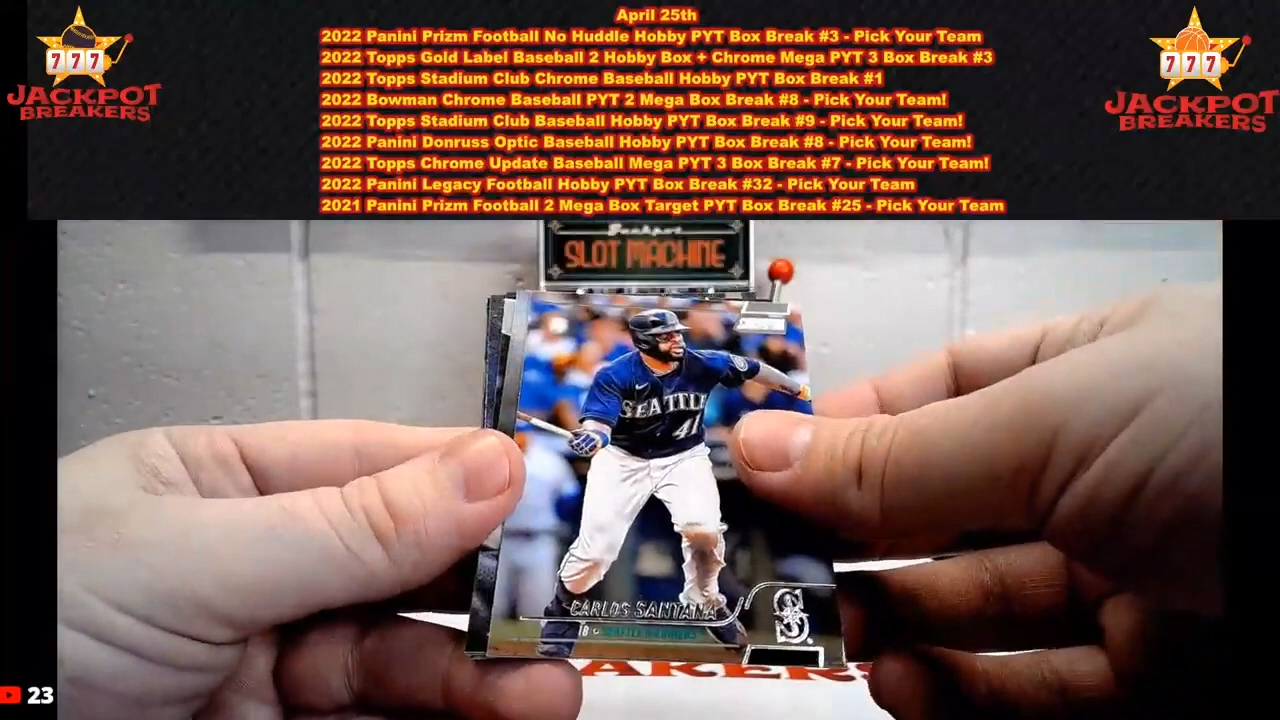 April 25th
2022 Panini Prizm Football No Huddle Hobby PYT Box Break #3 - Pick Your Team
2022 Topps Gold Label Baseball 2 Hobby Box + Chrome Mega PYT 3 Box Break #3
2022 Topps Stadium Club Chrome Baseball Hobby PYT Box Break #1
2022 Bowman Chrome Baseball PYT 2 Mega Box Break #8 - Pick Your Team!
2022 Topps Stadium Club Baseball Hobby PYT Box Break #9 - Pick Your Team!
2022 Panini Donruss Optic Baseball Hobby PYT Box Break #8 - Pick Your Team!
2022 Topps Chrome Update Baseball Mega PYT 3 Box Break #7 - Pick Your Team!
2022 Panini Legacy Football Hobby PYT Box Break #32 - Pick Your Team
2021 Panini Prizm Football 2 Mega Box Target PYT Box Break #25 - Pick Your Team
777
JACKPOT
BREAKERS
777
JACKPOT
BREAKERS
Jackpot
SLOT MACHINE
SEATTLE
41
CARLOS SANTANA
S
23